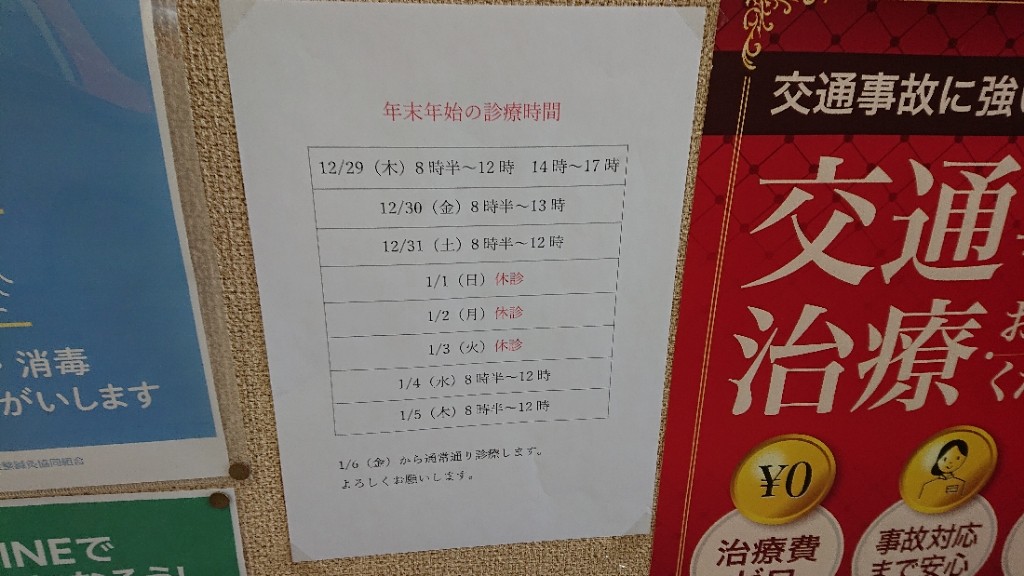 年末年始の診療時間
12/29（木）8時半～12時　14時～17時
12/30（金）8時半～13時
12/31（土）8時半～12時
1/1（日）休診
1/2（月）休診
1/3（火）休診
1/4（水）8時半～12時
1/5（木）8時半～12時
1/6（金）から通常通り診療します。
よろしくお願いします。
・消毒
がいします
INEで
交通事故に強い
交通
治療
お
く
¥0
治療費
事故対応
まで安心